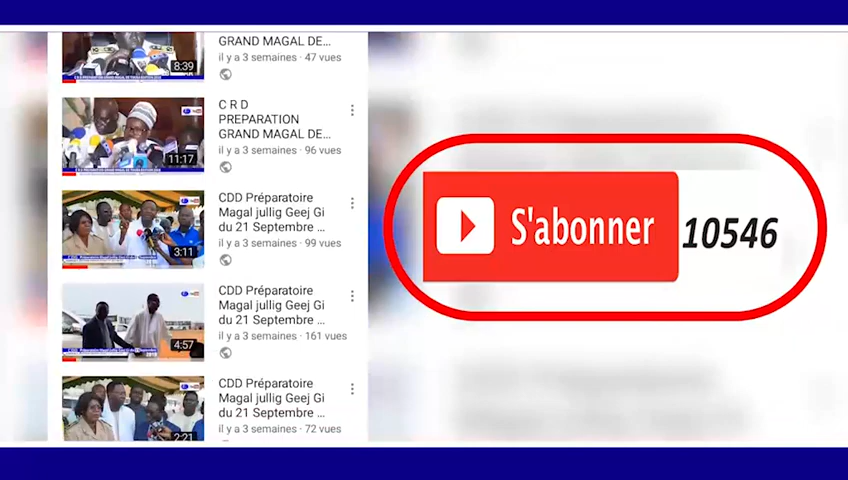 GRAND MAGAL DE...
il y a 3 semaines · 47 vues
8:39
C R D
PREPARATION
GRAND MAGAL DE...
il y a 3 semaines · 96 vues
11:17
CDD Préparatoire
Magal jullig Geej Gi
du 21 Septembre ...
il y a 3 semaines · 99 vues
3:11
CDD Préparatoire
Magal jullig Geej Gi
du 21 Septembre ...
il y a 3 semaines · 161 vues
4:57
CDD Préparatoire
Magal jullig Geej Gi
du 21 Septembre ...
il y a 3 semaines · 72 vues
2:21
S'abonner 10546